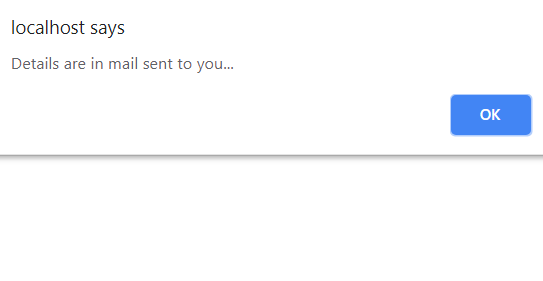 localhost says
Details are in mail sent to you...
OK